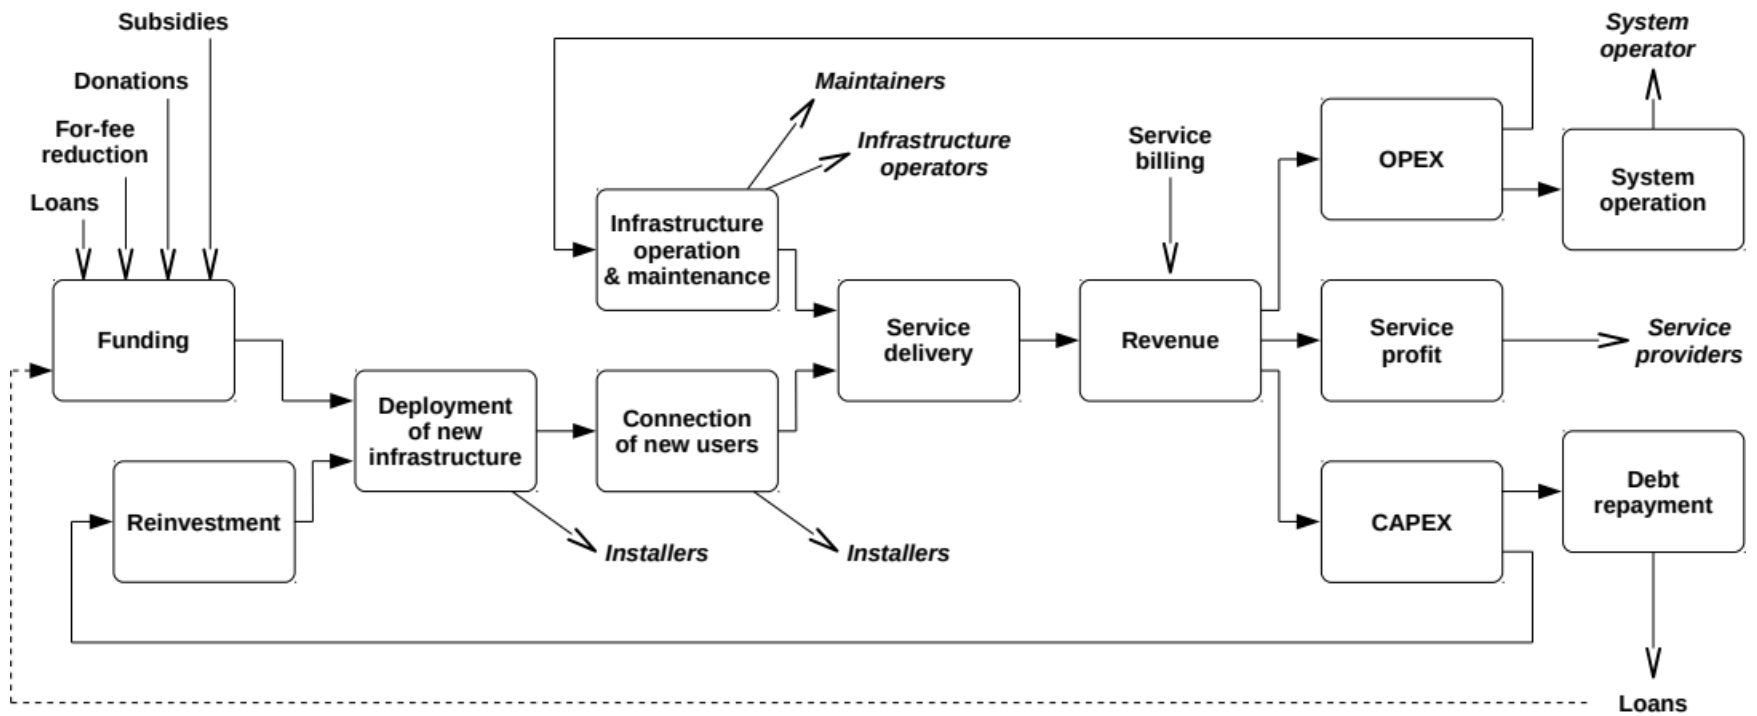 Subsidies
Donations
For-fee
reduction
Loans
Funding
Reinvestment
Deployment
of new
infrastructure
Installers
Maintainers
Infrastructure
operators
Infrastructure
operation
& maintenance
Connection
of new users
Installers
Service
delivery
Service
billing
Revenue
OPEX
Service
profit
CAPEX
System
operator
System
operation
Service
providers
Debt
repayment
Loans